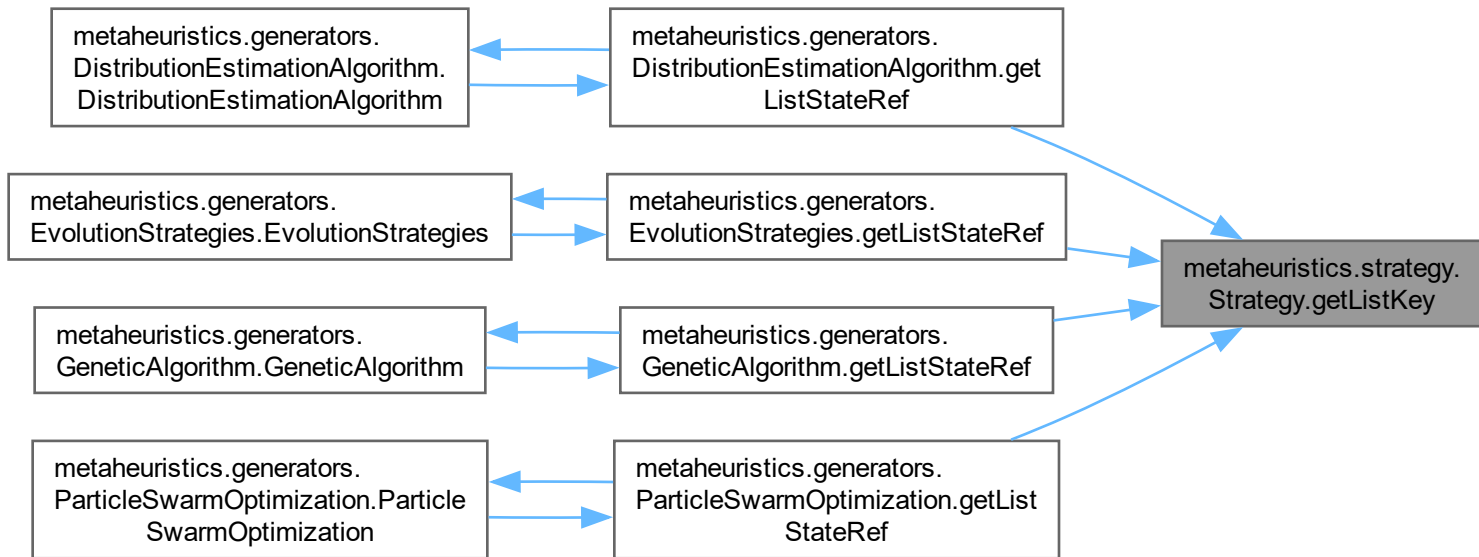 metaheuristics.generators.
DistributionEstimationAlgorithm.
DistributionEstimationAlgorithm
metaheuristics.generators.
DistributionEstimationAlgorithm.get
ListStateRef
metaheuristics.generators.
EvolutionStrategies.EvolutionStrategies
metaheuristics.generators.
EvolutionStrategies.getListStateRef
metaheuristics.strategy.
Strategy.getListKey
metaheuristics.generators.
GeneticAlgorithm.GeneticAlgorithm
metaheuristics.generators.
GeneticAlgorithm.getListStateRef
metaheuristics.generators.
ParticleSwarmOptimization.Particle
SwarmOptimization
metaheuristics.generators.
ParticleSwarmOptimization.getList
StateRef